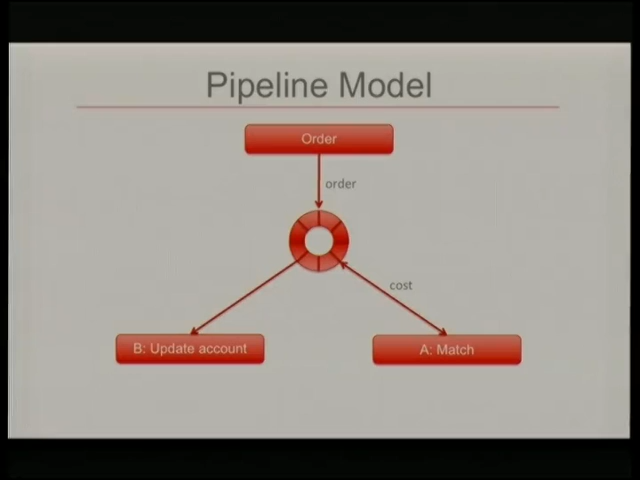 Pipeline Model
Order
order
cost
B: Update account
A: Match